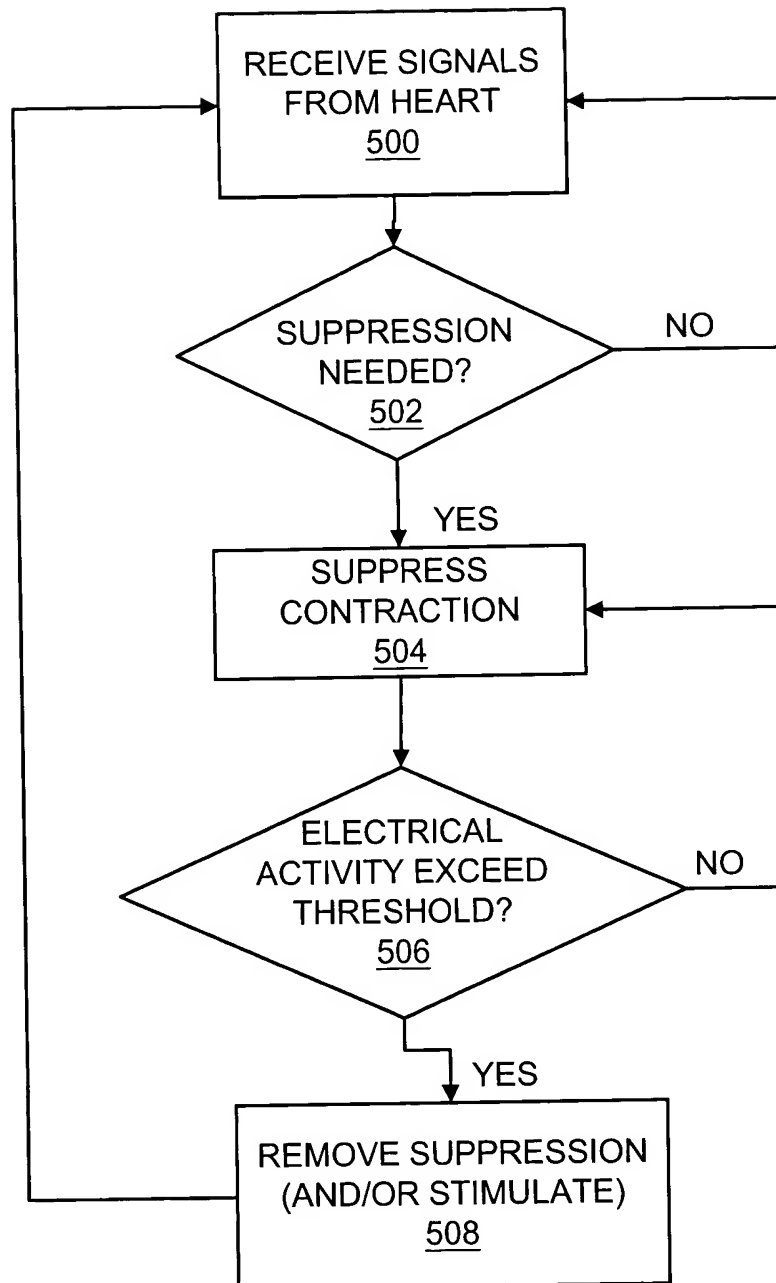 RECEIVE SIGNALS
FROM HEART
500
SUPPRESSION
NEEDED?
502
NO
YES
SUPPRESS
CONTRACTION
504
ELECTRICAL
ACTIVITY EXCEED
THRESHOLD?
506
NO
YES
REMOVE SUPPRESSION
(AND/OR STIMULATE)
508